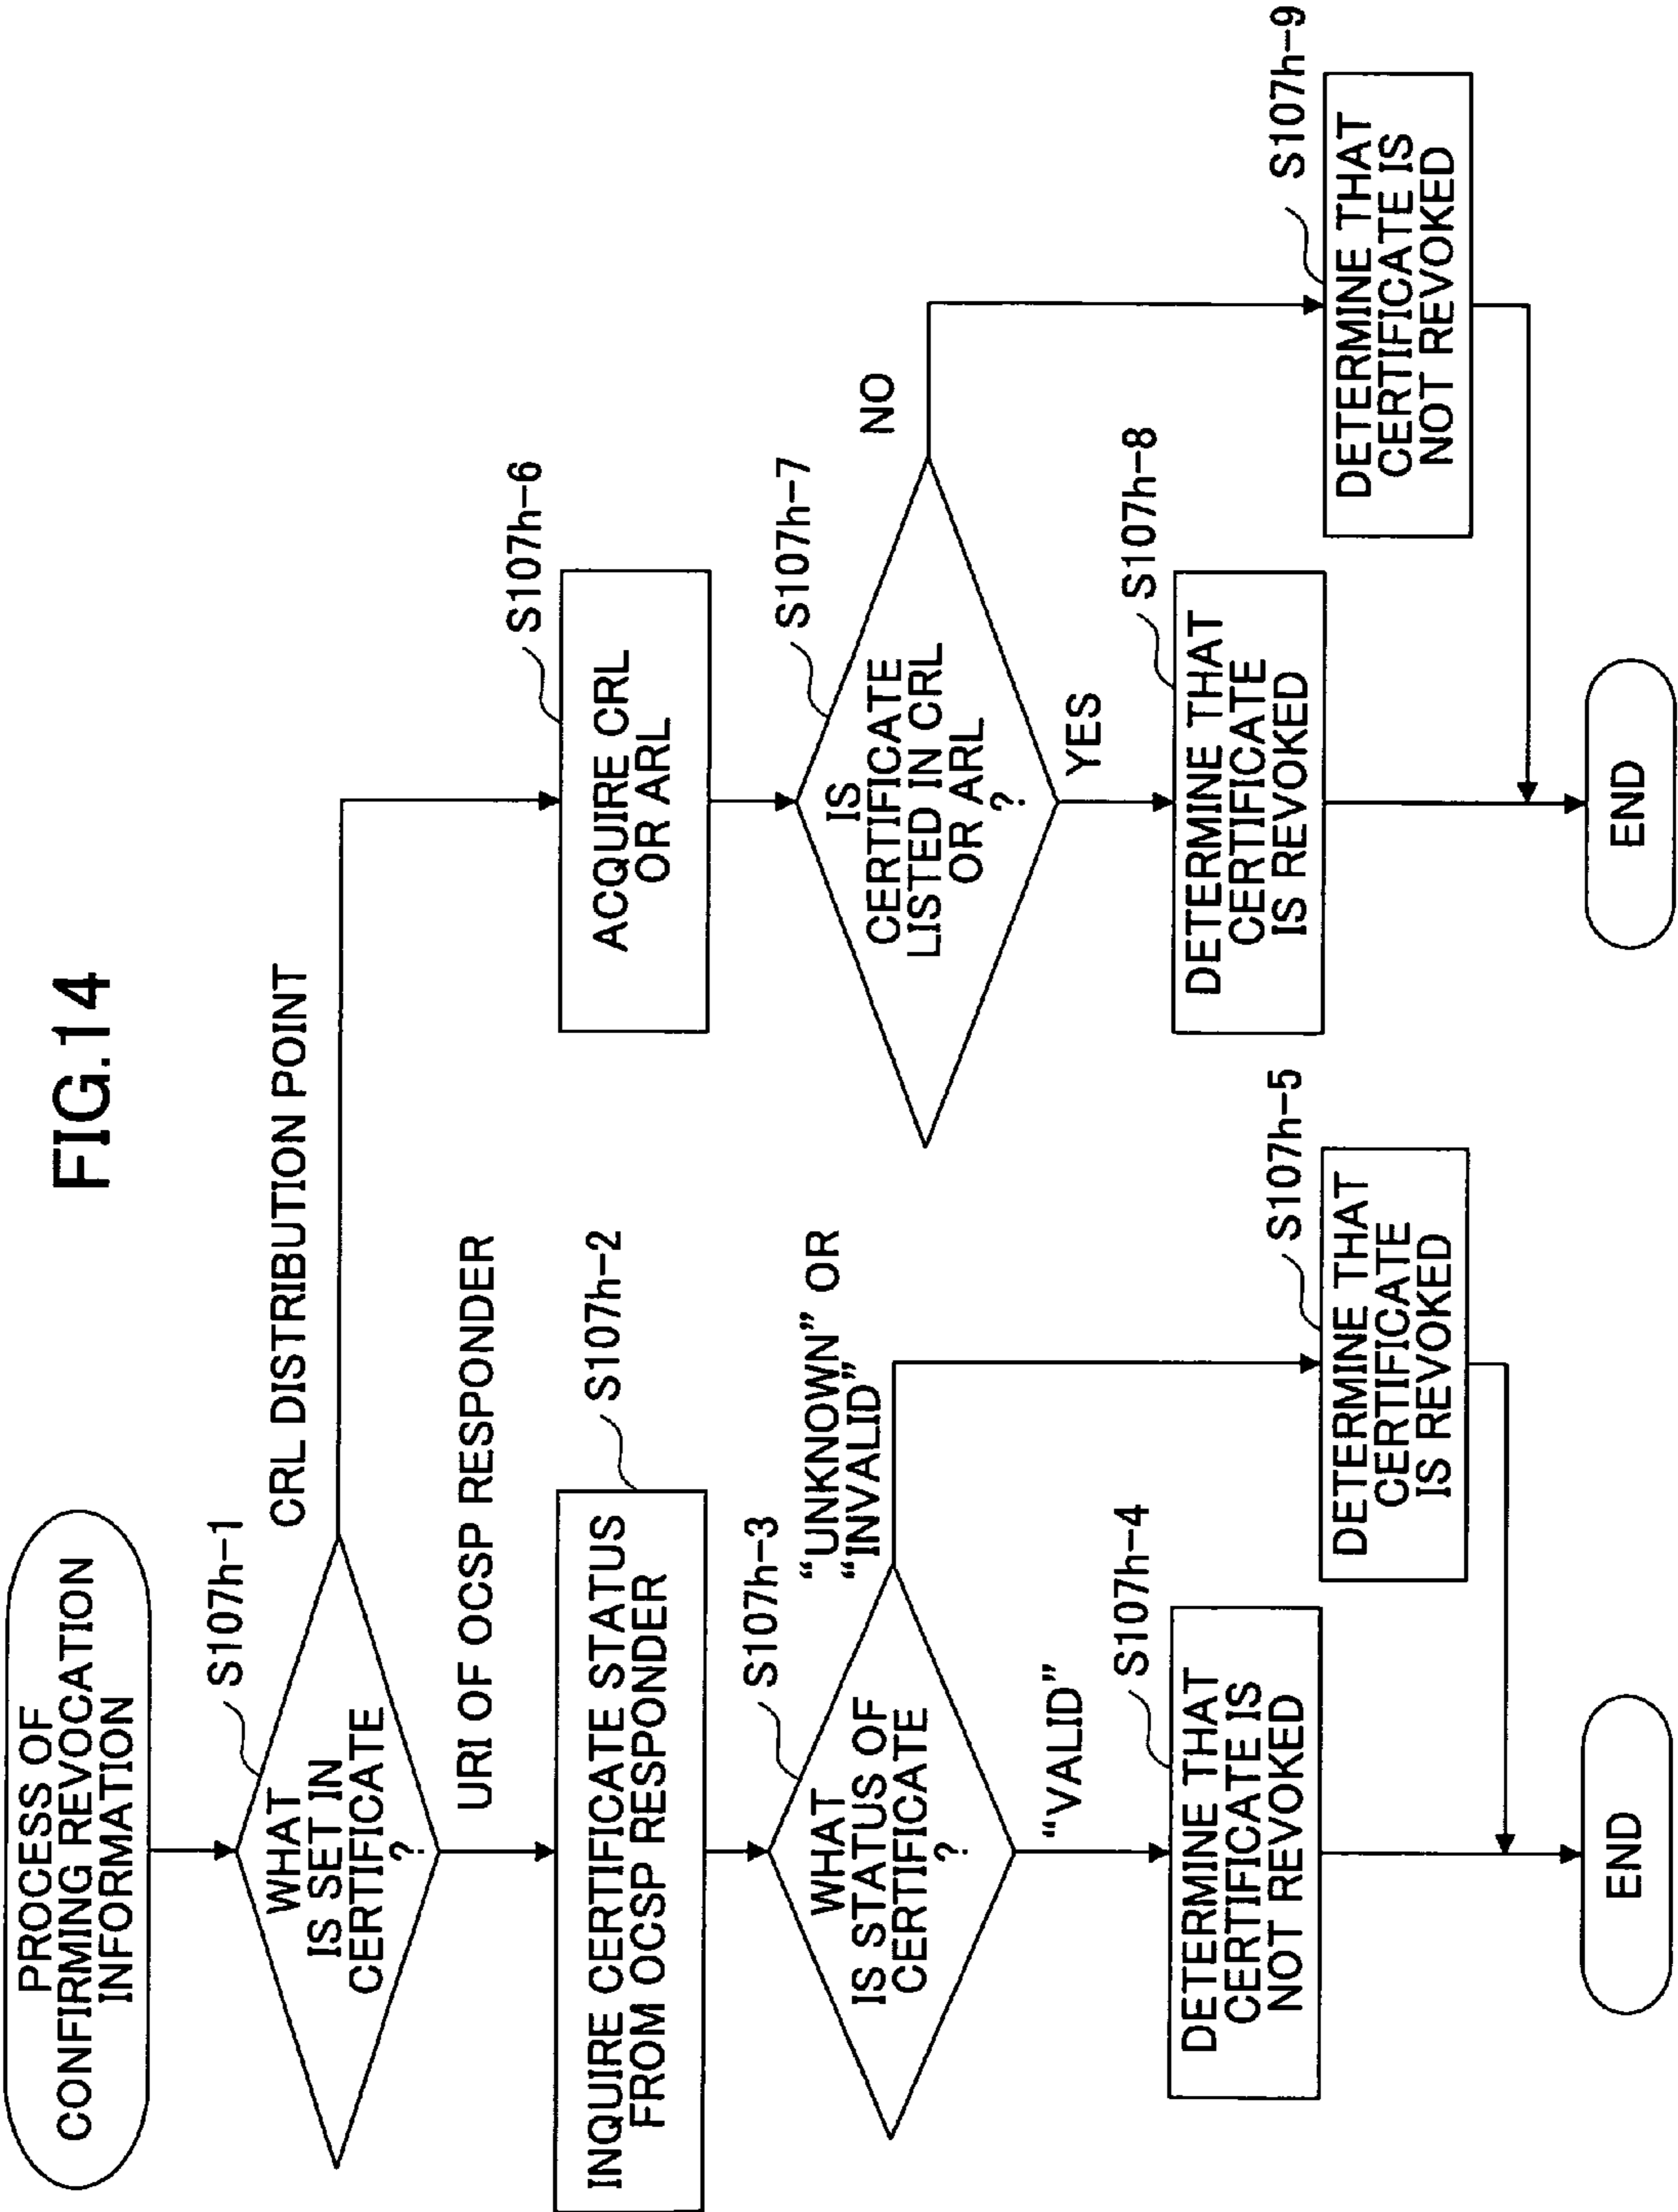 FIG.14
PROCESS OF
CONFIRMING REVOCATION
INFORMATION
S107h-1
WHAT
IS SET IN
CERTIFICATE
?
CRL DISTRIBUTION POINT
URI OF OCSP RESPONDER
S107h-2
INQUIRE CERTIFICATE STATUS
FROM OCSP RESPONDER
S107h-3
WHAT
IS STATUS OF
CERTIFICATE
?
“UNKNOWN” OR
“INVALID”
“VALID”
S107h-4
DETERMINE THAT
CERTIFICATE IS
NOT REVOKED
S107h-5
DETERMINE THAT
CERTIFICATE
IS REVOKED
END
S107h-6
ACQUIRE CRL
OR ARL
S107h-7
IS
CERTIFICATE
LISTED IN CRL
OR ARL
?
NO
YES
S107h-8
DETERMINE THAT
CERTIFICATE
IS REVOKED
S107h-9
DETERMINE THAT
CERTIFICATE IS
NOT REVOKED
END